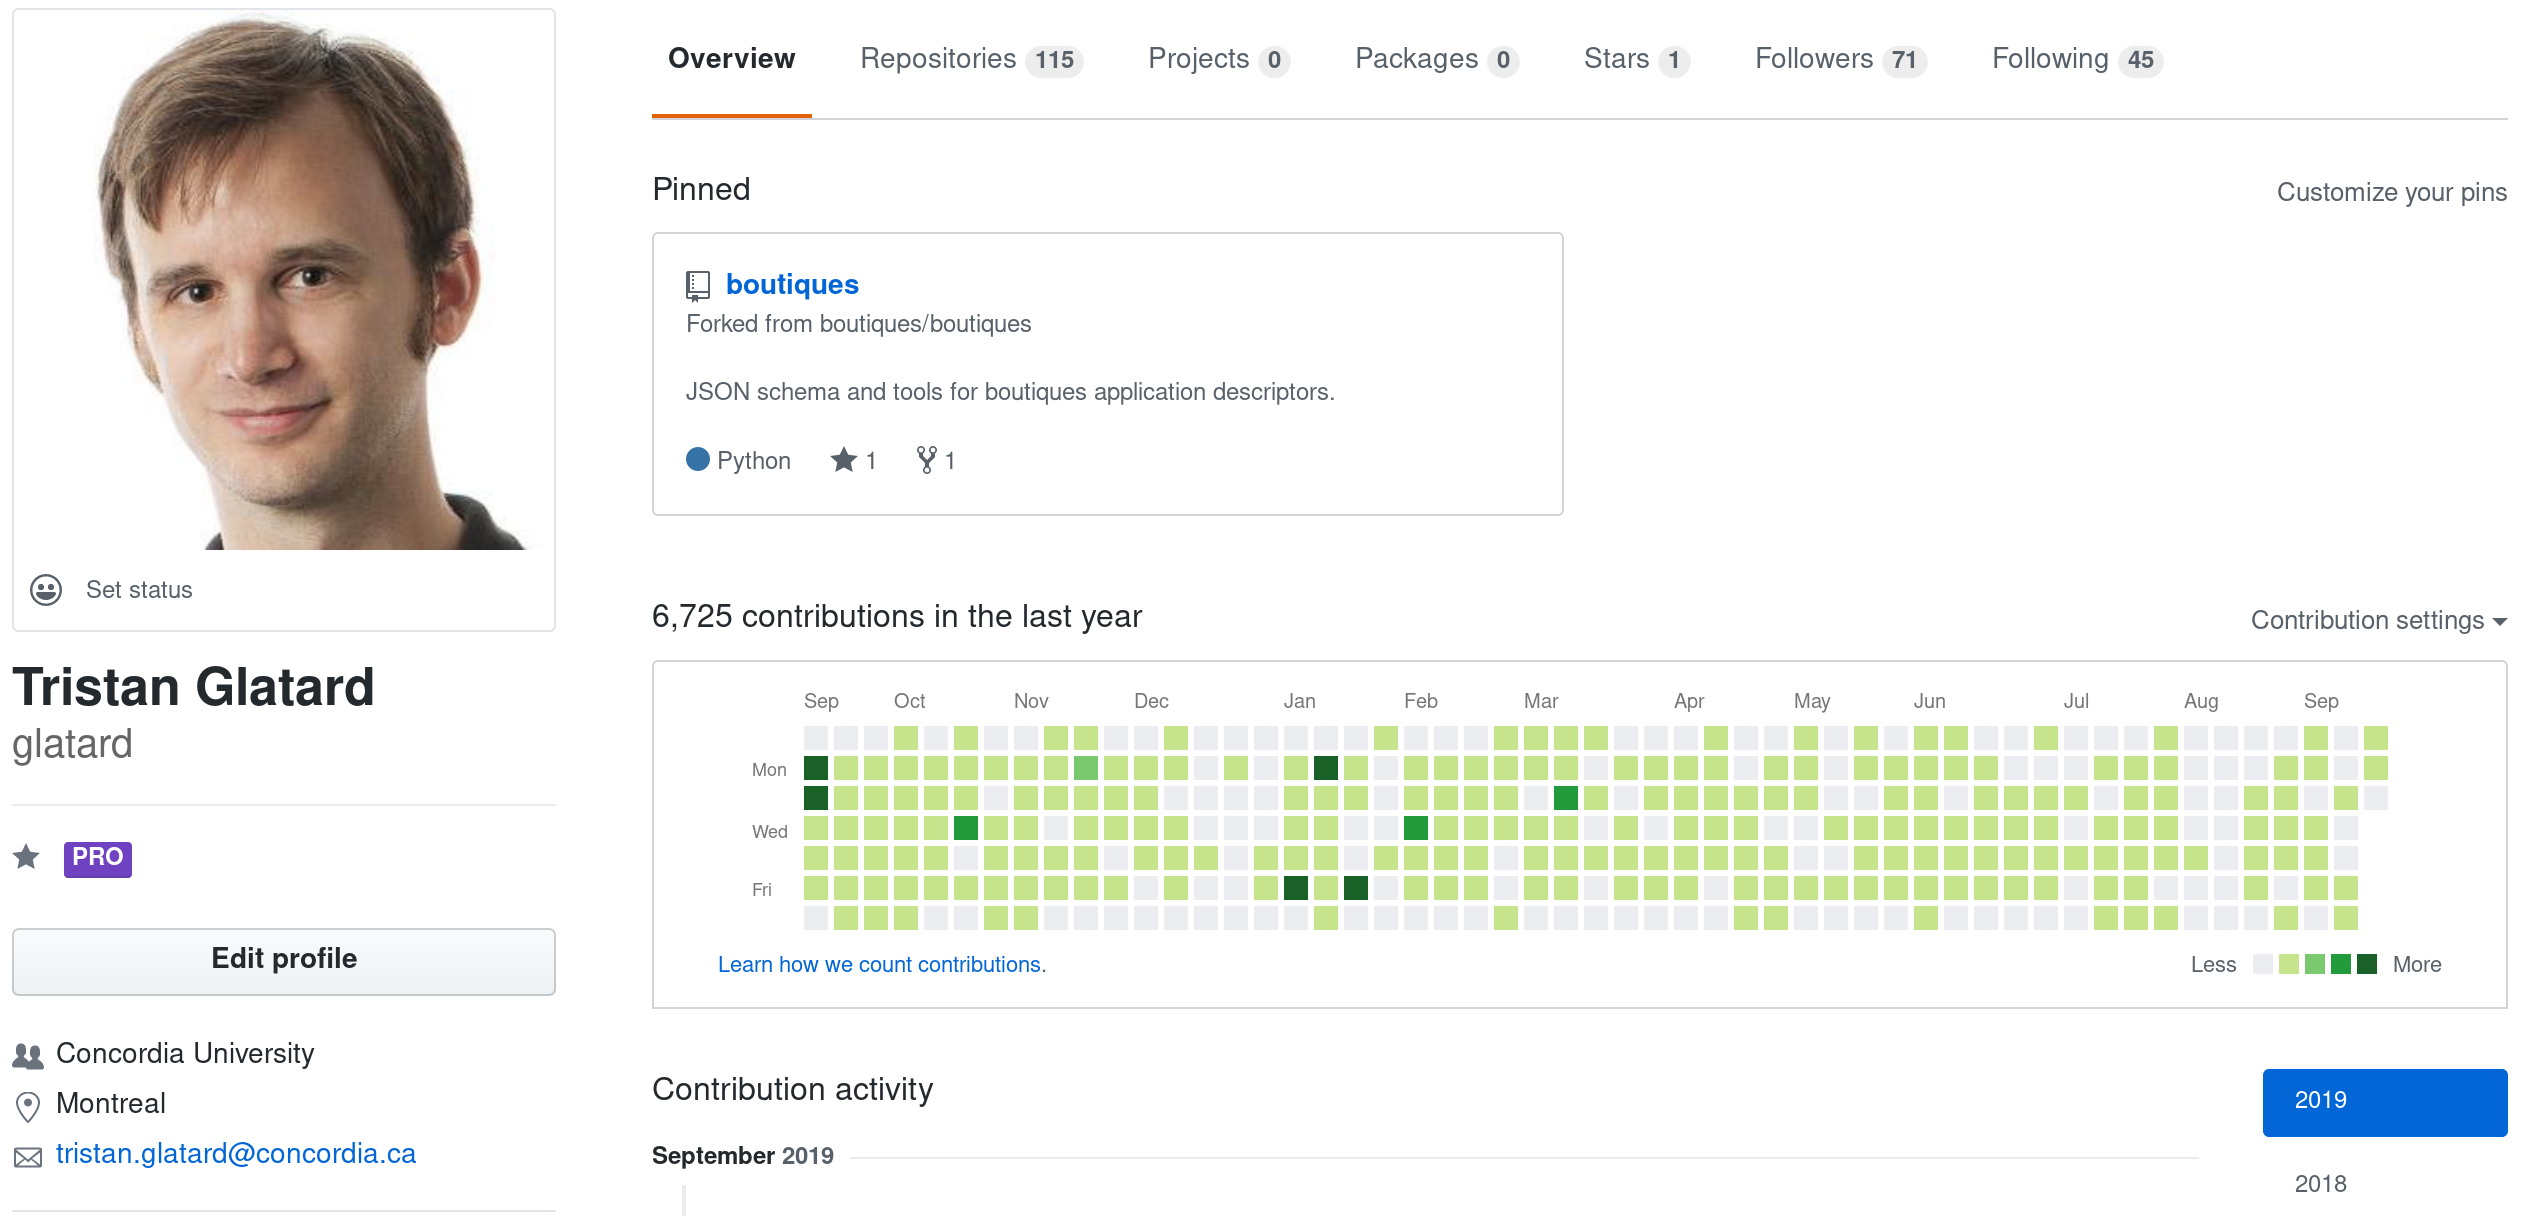 Overview Repositories 115 Projects 0 Packages 0 Stars 1 Followers 71 Following 45
Set status
Tristan Glatard
glatard
PRO
Edit profile
Concordia University
Montreal
tristan.glatard@concordia.ca
Pinned
Customize your pins
boutiques
Forked from boutiques/boutiques
JSON schema and tools for boutiques application descriptors.
Python 1 1
6,725 contributions in the last year
Contribution settings
Sep Oct Nov Dec Jan Feb Mar Apr May Jun Jul Aug Sep
Mon
Wed
Fri
Learn how we count contributions.
Less More
Contribution activity
2019
September 2019
2018